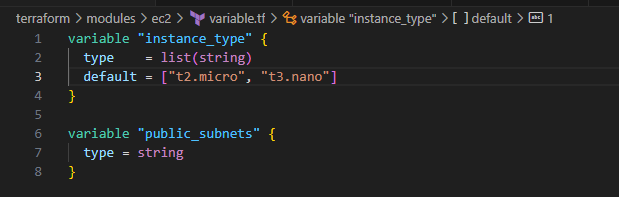 terraform > modules > ec2 > variable.tf > variable "instance_type" > [ ] default > abc 1
1 variable "instance_type" {
2   type    = list(string)
3   default = ["t2.micro", "t3.nano"]
4 }
5
6 variable "public_subnets" {
7   type = string
8 }